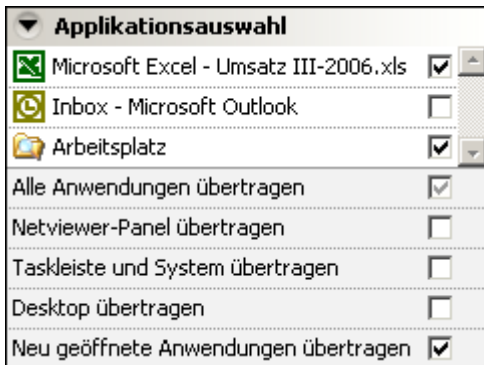 Applikationsauswahl
Microsoft Excel - Umsatz III-2006.xls
Inbox - Microsoft Outlook
Arbeitsplatz
Alle Anwendungen übertragen
Netviewer-Panel übertragen
Taskleiste und System übertragen
Desktop übertragen
Neu geöffnete Anwendungen übertragen